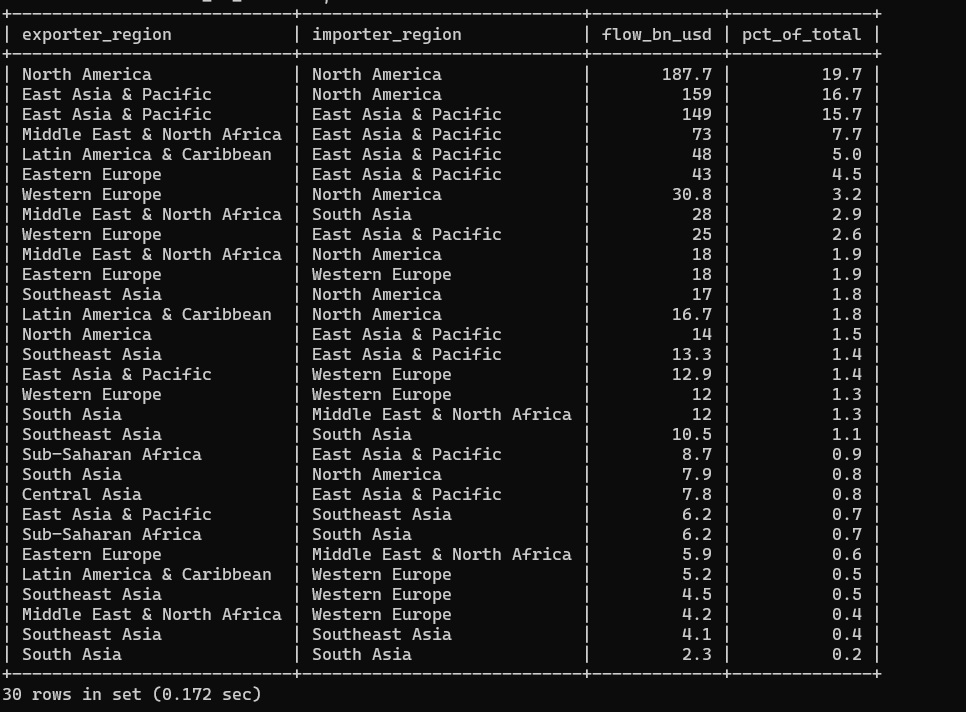 +----------------------------+----------------------------+-------------+--------------+
| exporter_region            | importer_region            | flow_bn_usd | pct_of_total |
+----------------------------+----------------------------+-------------+--------------+
| North America              | North America              |       187.7 |         19.7 |
| East Asia & Pacific        | North America              |         159 |         16.7 |
| East Asia & Pacific        | East Asia & Pacific        |         149 |         15.7 |
| Middle East & North Africa | East Asia & Pacific        |          73 |          7.7 |
| Latin America & Caribbean  | East Asia & Pacific        |          48 |          5.0 |
| Eastern Europe             | East Asia & Pacific        |          43 |          4.5 |
| Western Europe             | North America              |        30.8 |          3.2 |
| Middle East & North Africa | South Asia                 |          28 |          2.9 |
| Western Europe             | East Asia & Pacific        |          25 |          2.6 |
| Middle East & North Africa | North America              |          18 |          1.9 |
| Eastern Europe             | Western Europe             |          18 |          1.9 |
| Southeast Asia             | North America              |          17 |          1.8 |
| Latin America & Caribbean  | North America              |        16.7 |          1.8 |
| North America              | East Asia & Pacific        |          14 |          1.5 |
| Southeast Asia             | East Asia & Pacific        |        13.3 |          1.4 |
| East Asia & Pacific        | Western Europe             |        12.9 |          1.4 |
| Western Europe             | Western Europe             |          12 |          1.3 |
| South Asia                 | Middle East & North Africa |          12 |          1.3 |
| Southeast Asia             | South Asia                 |        10.5 |          1.1 |
| Sub-Saharan Africa         | East Asia & Pacific        |         8.7 |          0.9 |
| South Asia                 | North America              |         7.9 |          0.8 |
| Central Asia               | East Asia & Pacific        |         7.8 |          0.8 |
| East Asia & Pacific        | Southeast Asia             |         6.2 |          0.7 |
| Sub-Saharan Africa         | South Asia                 |         6.2 |          0.7 |
| Eastern Europe             | Middle East & North Africa |         5.9 |          0.6 |
| Latin America & Caribbean  | Western Europe             |         5.2 |          0.5 |
| Southeast Asia             | Western Europe             |         4.5 |          0.5 |
| Middle East & North Africa | Western Europe             |         4.2 |          0.4 |
| Southeast Asia             | Southeast Asia             |         4.1 |          0.4 |
| South Asia                 | South Asia                 |         2.3 |          0.2 |
+----------------------------+----------------------------+-------------+--------------+
30 rows in set (0.172 sec)